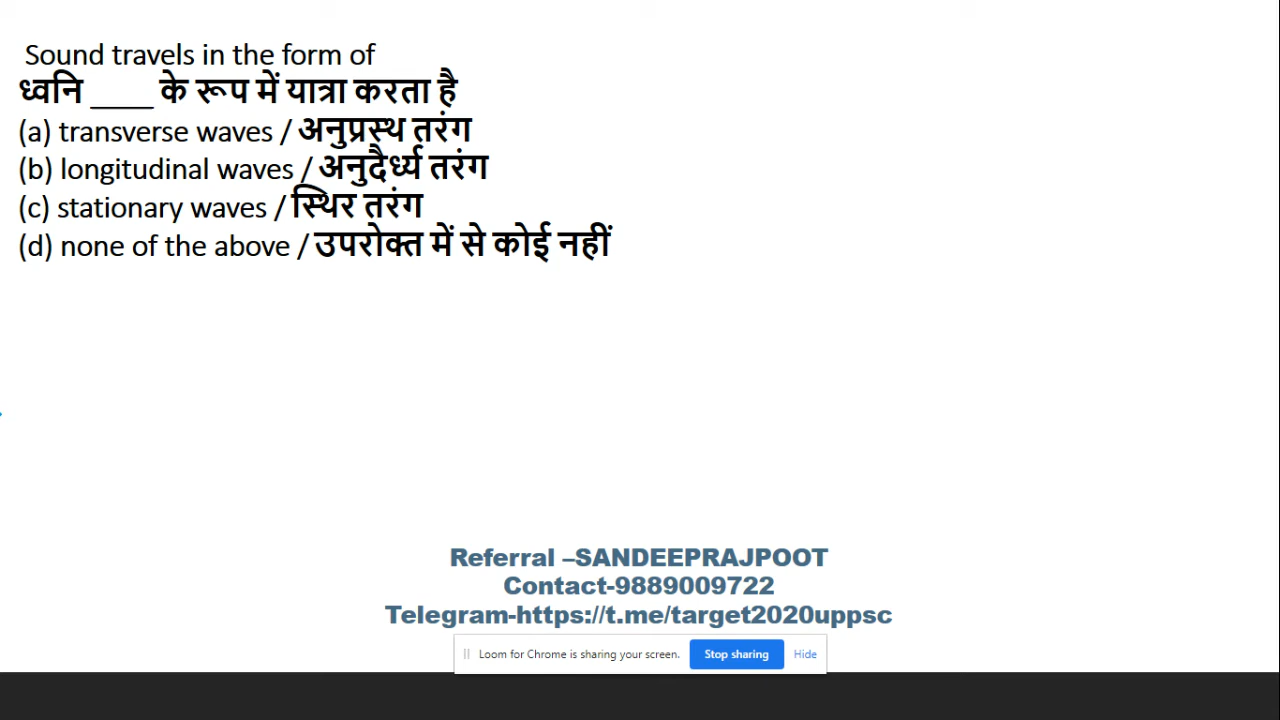 Sound travels in the form of
ध्वनि ____ के रूप में यात्रा करता है
(a) transverse waves / अनुप्रस्थ तरंग
(b) longitudinal waves / अनुदैर्ध्य तरंग
(c) stationary waves / स्थिर तरंग
(d) none of the above / उपरोक्त में से कोई नहीं
Referral –SANDEEPRAJPOOT
Contact-9889009722
Telegram-https://t.me/target2020uppsc
Loom for Chrome is sharing your screen. Stop sharing Hide